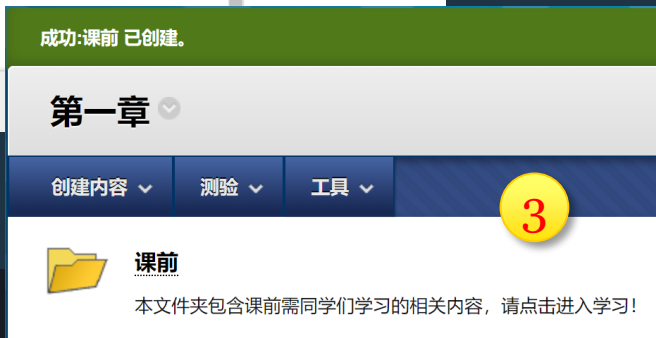 成功:课前 已创建。
第一章
创建内容 测验 工具
3
课前
本文件夹包含课前需同学们学习的相关内容，请点击进入学习！